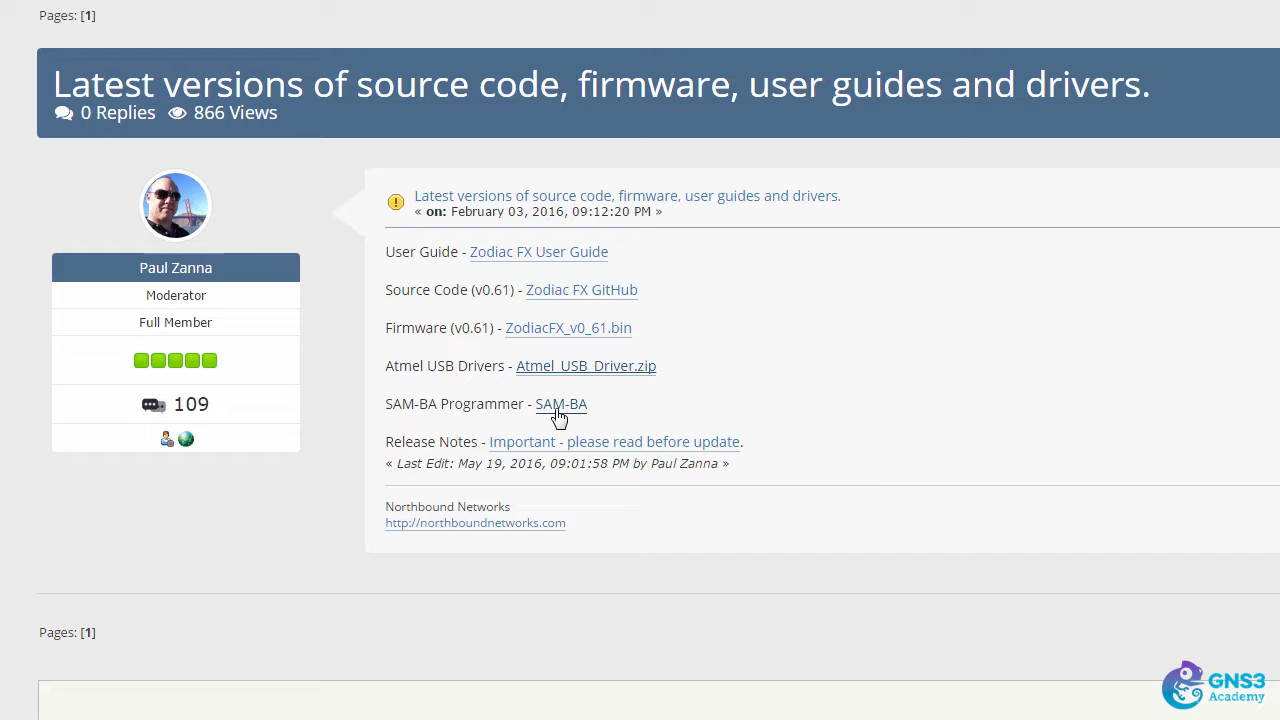 Pages: [1]
Latest versions of source code, firmware, user guides and drivers.
0 Replies 866 Views
Latest versions of source code, firmware, user guides and drivers.
« on: February 03, 2016, 09:12:20 PM »
Paul Zanna
Moderator
Full Member
109
User Guide - Zodiac FX User Guide
Source Code (v0.61) - Zodiac FX GitHub
Firmware (v0.61) - ZodiacFX_v0_61.bin
Atmel USB Drivers - Atmel_USB_Driver.zip
SAM-BA Programmer - SAM-BA
Release Notes - Important - please read before update.
« Last Edit: May 19, 2016, 09:01:58 PM by Paul Zanna »
Northbound Networks
http://northboundnetworks.com
Pages: [1]
GNS3
Academy